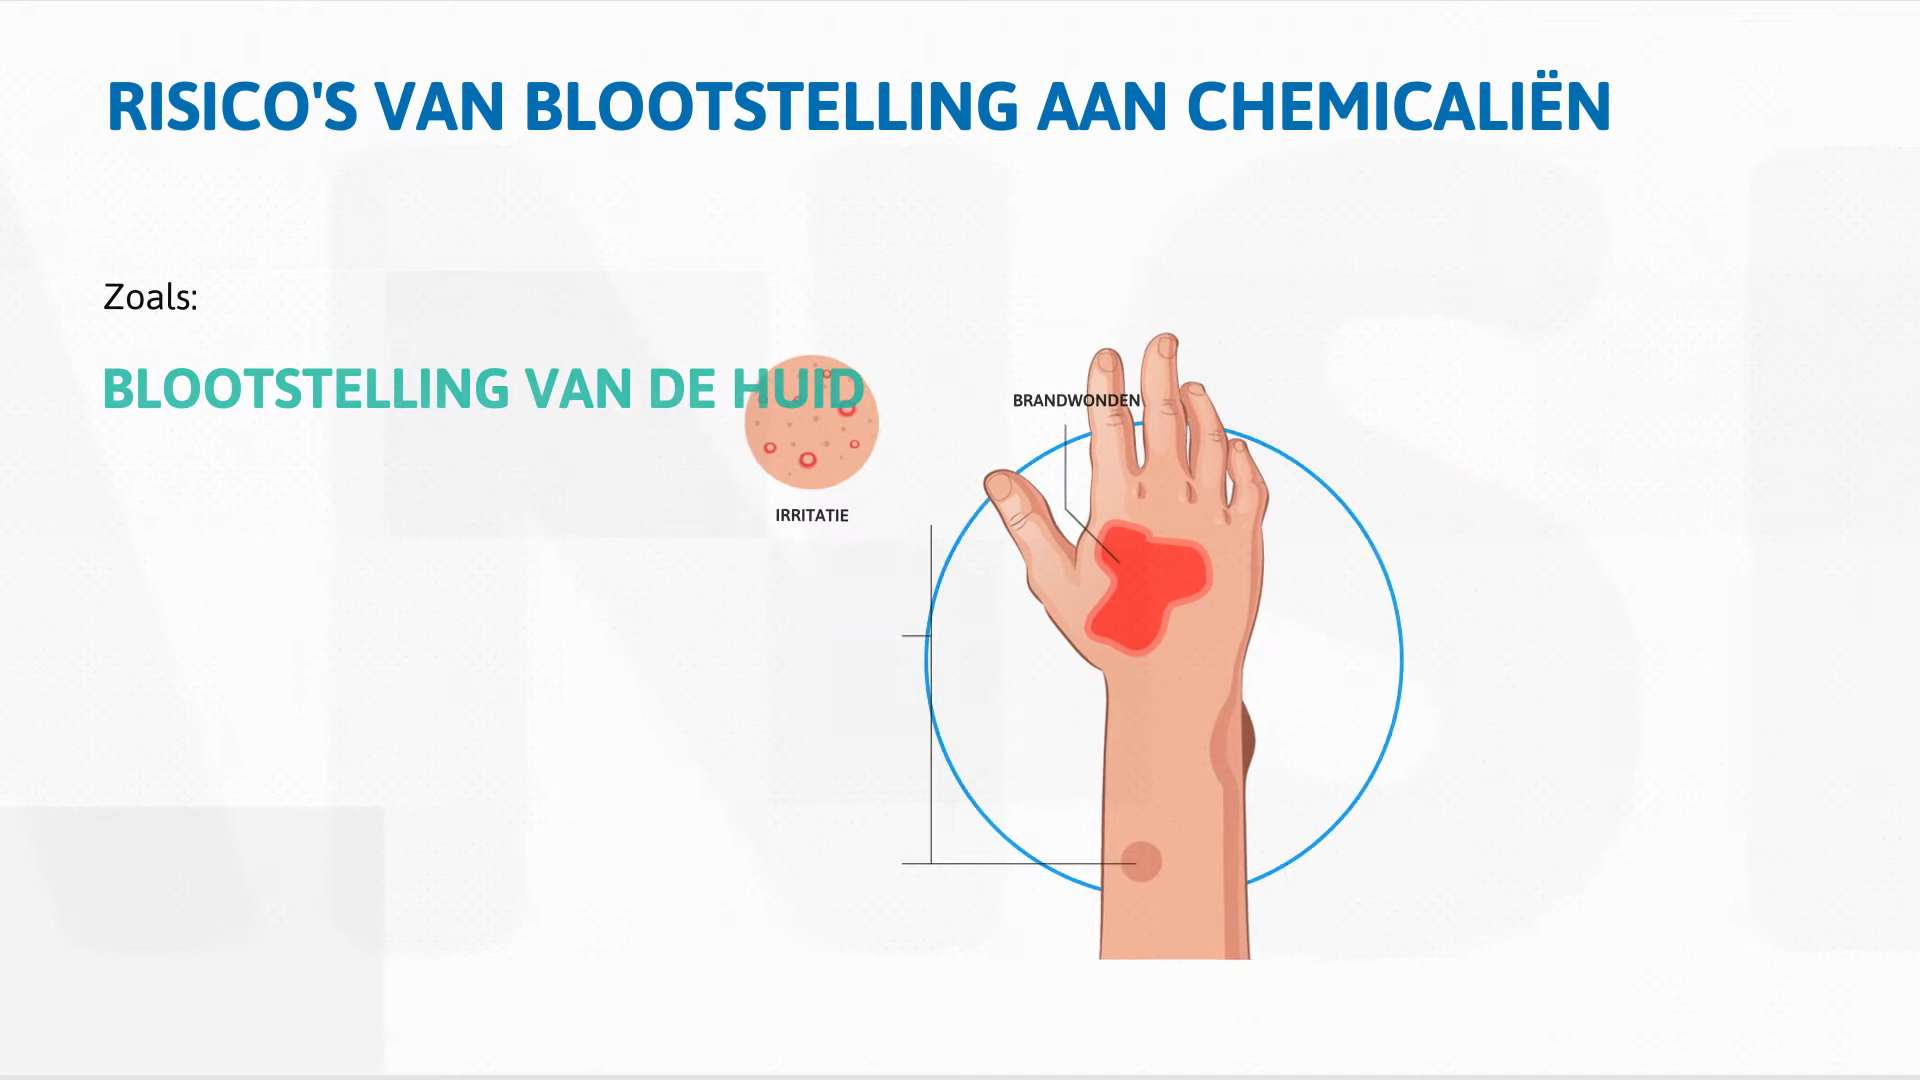 RISICO'S VAN BLOOTSTELLING AAN CHEMICALIËN
Zoals:
BLOOTSTELLING VAN DE HUID
BRANDWONDEN
IRRITATIE